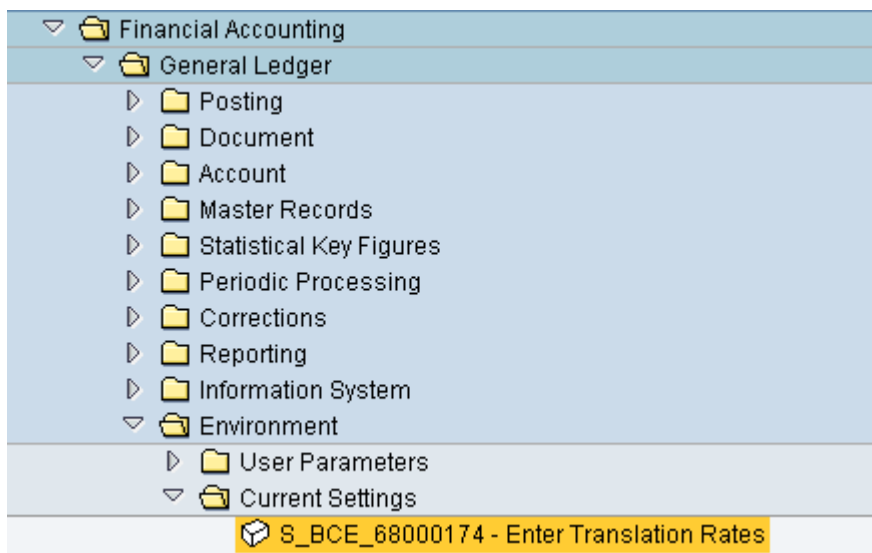 Financial Accounting
General Ledger
Posting
Document
Account
Master Records
Statistical Key Figures
Periodic Processing
Corrections
Reporting
Information System
Environment
User Parameters
Current Settings
S_BCE_68000174 - Enter Translation Rates